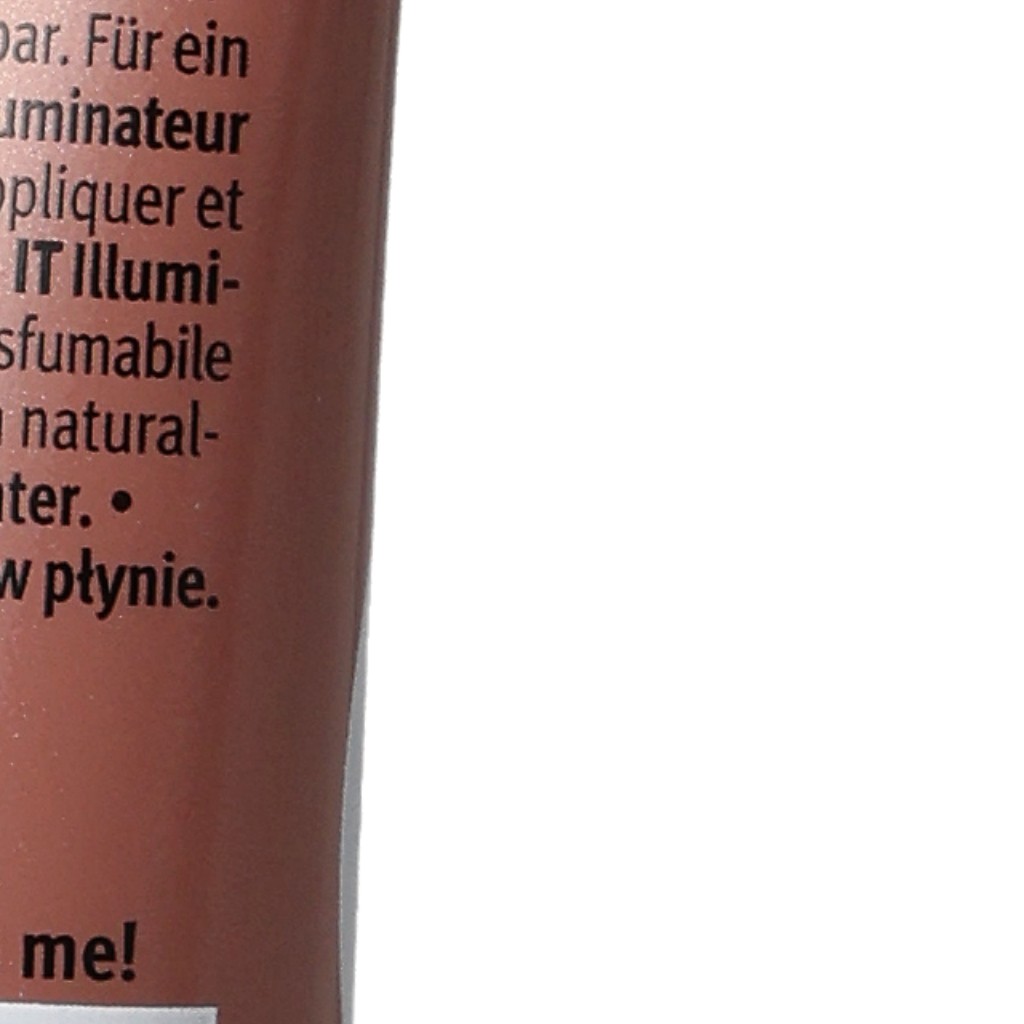 bar. Für ein
uminateur
ppliquer et
IT Illumi-
sfumabile
natural-
ter. •
w płynie.
me!